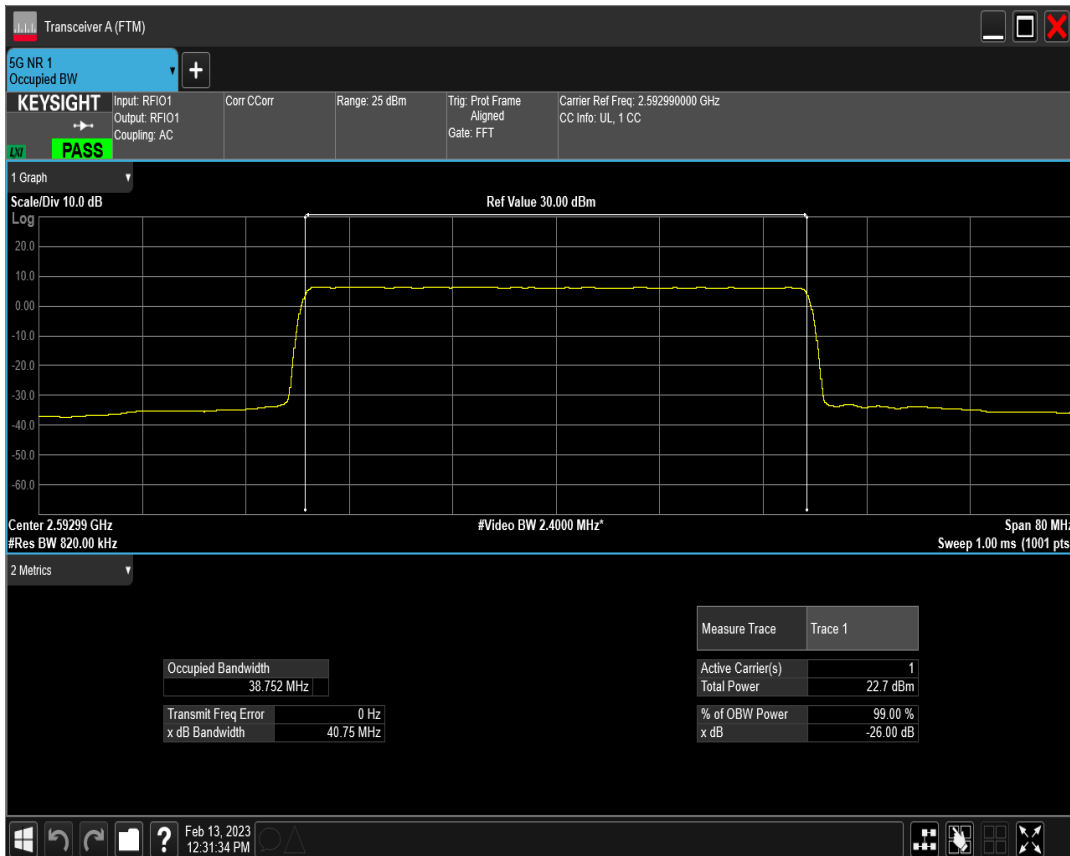 Transceiver A (FTM)
5G NR 1
Occupied BW
+
KEYSIGHT
LXI
PASS
Input: RFIO1
Output: RFIO1
Coupling: AC
Corr CCorr
Range: 25 dBm
Trig: Prot Frame
Aligned
Gate: FFT
Carrier Ref Freq: 2.592990000 GHz
CC Info: UL, 1 CC
1 Graph
Scale/Div 10.0 dB
Ref Value 30.00 dBm
Log
20.0
10.0
0.00
-10.0
-20.0
-30.0
-40.0
-50.0
-60.0
Center 2.59299 GHz
#Video BW 2.4000 MHz*
Span 80 MHz
#Res BW 820.00 kHz
Sweep 1.00 ms (1001 pts
2 Metrics
Measure Trace Trace 1
Occupied Bandwidth
38.752 MHz
Active Carrier(s) 1
Total Power 22.7 dBm
Transmit Freq Error 0 Hz
x dB Bandwidth 40.75 MHz
% of OBW Power 99.00 %
x dB -26.00 dB
?
Feb 13, 2023
12:31:34 PM